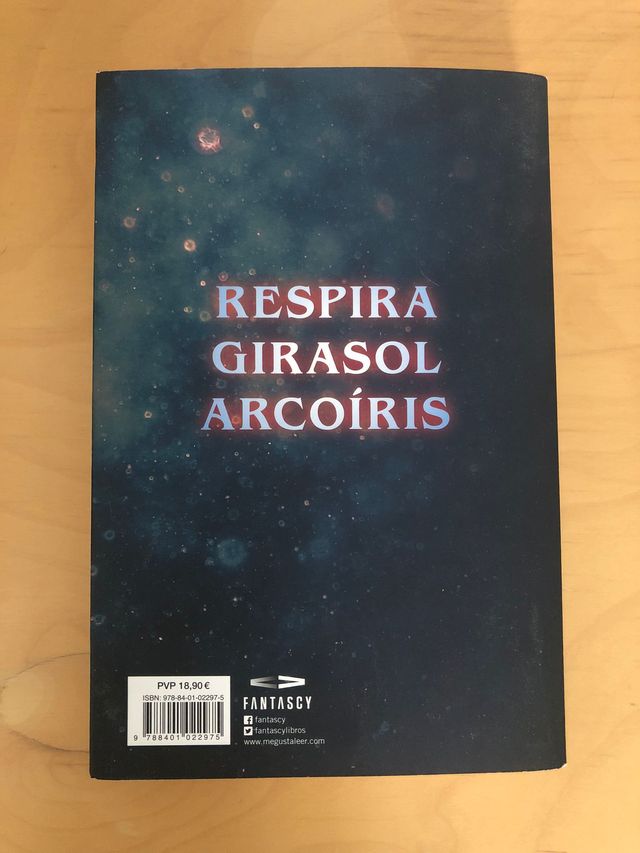 RESPIRA
GIRASOL
ARCOÍRIS
PVP 18,90 €
ISBN: 978-84-01-02297-5
9 788401 022975
FANTASCY
fantascy
fantascylibros
www.megustaleer.com